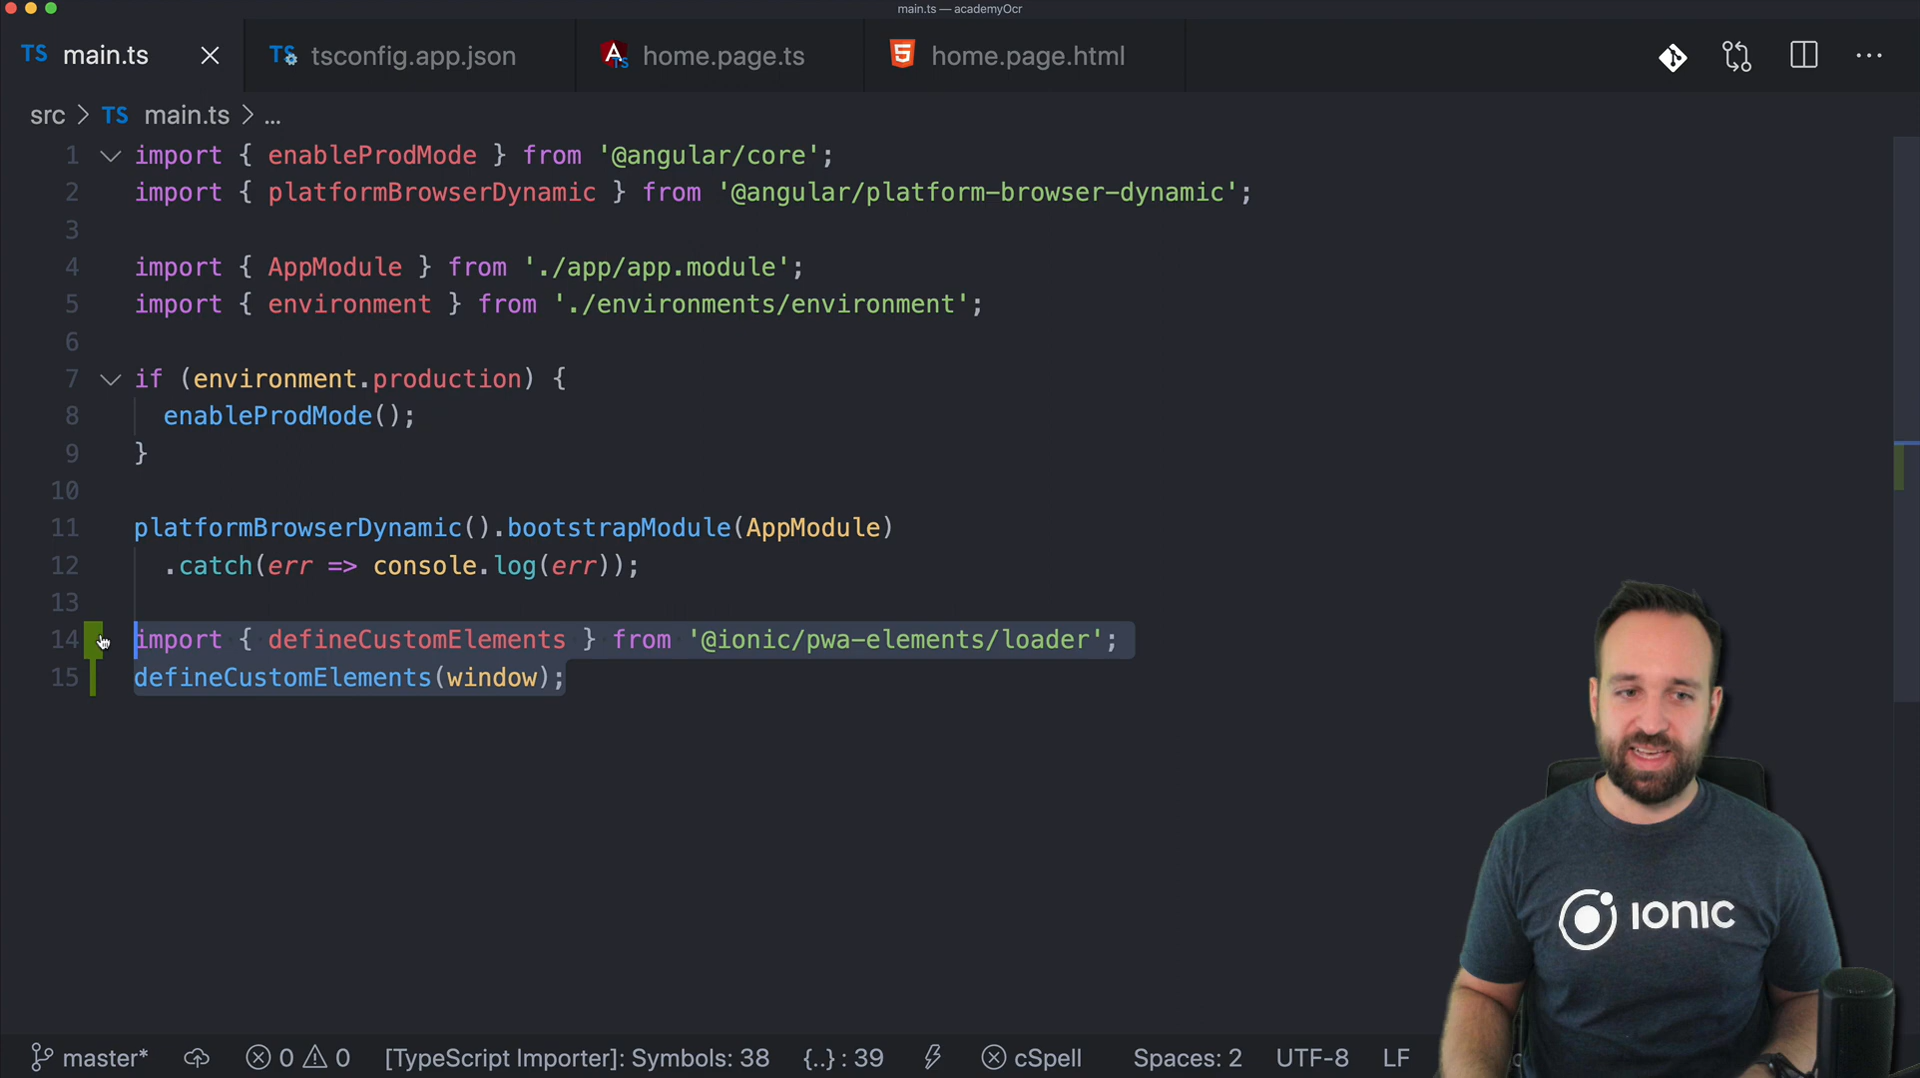 main.ts — academyOcr
TS main.ts
TS tsconfig.app.json
home.page.ts
home.page.html
src > TS main.ts > ...
1 import { enableProdMode } from '@angular/core';
2 import { platformBrowserDynamic } from '@angular/platform-browser-dynamic';
3
4 import { AppModule } from './app/app.module';
5 import { environment } from './environments/environment';
6
7 if (environment.production) {
8 enableProdMode();
9 }
10
11 platformBrowserDynamic().bootstrapModule(AppModule)
12 .catch(err => console.log(err));
13
14 import { defineCustomElements } from '@ionic/pwa-elements/loader';
15 defineCustomElements(window);
IONIC
master* 0 0 [TypeScript Importer]: Symbols: 38 {..} : 39 cSpell Spaces: 2 UTF-8 LF